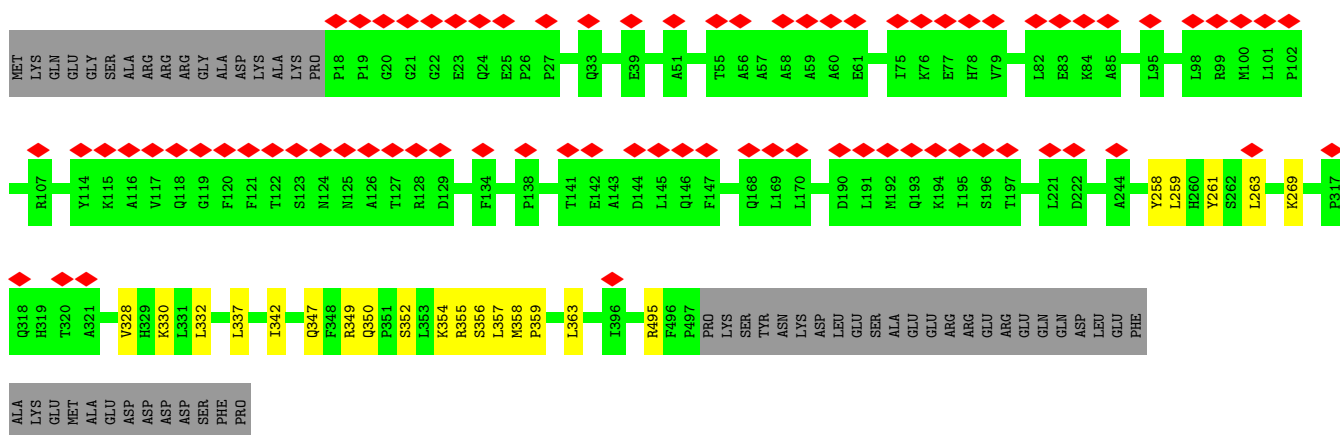 MET LYS GLN GLU GLY SER ALA ARG ARG ARG GLY ALA ASP LYS ALA LYS PRO P18 P19 G20 G21 G22 E23 Q24 E25 P26 P27 Q33 E39 A51 T55 A56 A57 A58 A59 A60 E61 I75 K76 E77 H78 V79 L82 E83 K84 A85 L95 L98 R99 M100 L101 P102
R107 Y114 K115 A116 V117 Q118 G119 F120 F121 T122 S123 N124 N125 A126 T127 R128 D129 F134 P138 T141 E142 A143 D144 L145 Q146 F147 Q168 L169 L170 D190 L191 M192 Q193 K194 I195 S196 T197 L221 D222 A244 Y258 L259 H260 Y261 S262 L263 K269 P317
Q318 H319 T320 A321 V328 H329 K330 L331 L332 L337 I342 Q347 F348 R349 Q350 P351 S352 L353 K354 R355 S356 L357 M358 P359 L363 I396 R495 F496 P497 PRO LYS SER TYR ASN LYS ASP LEU GLU SER ALA GLU GLU ARG ARG ARG GLU ARG GLU GLN GLN ASP LEU GLU PHE
ALA LYS GLU MET ALA GLU ASP ASP ASP ASP SER PHE PRO